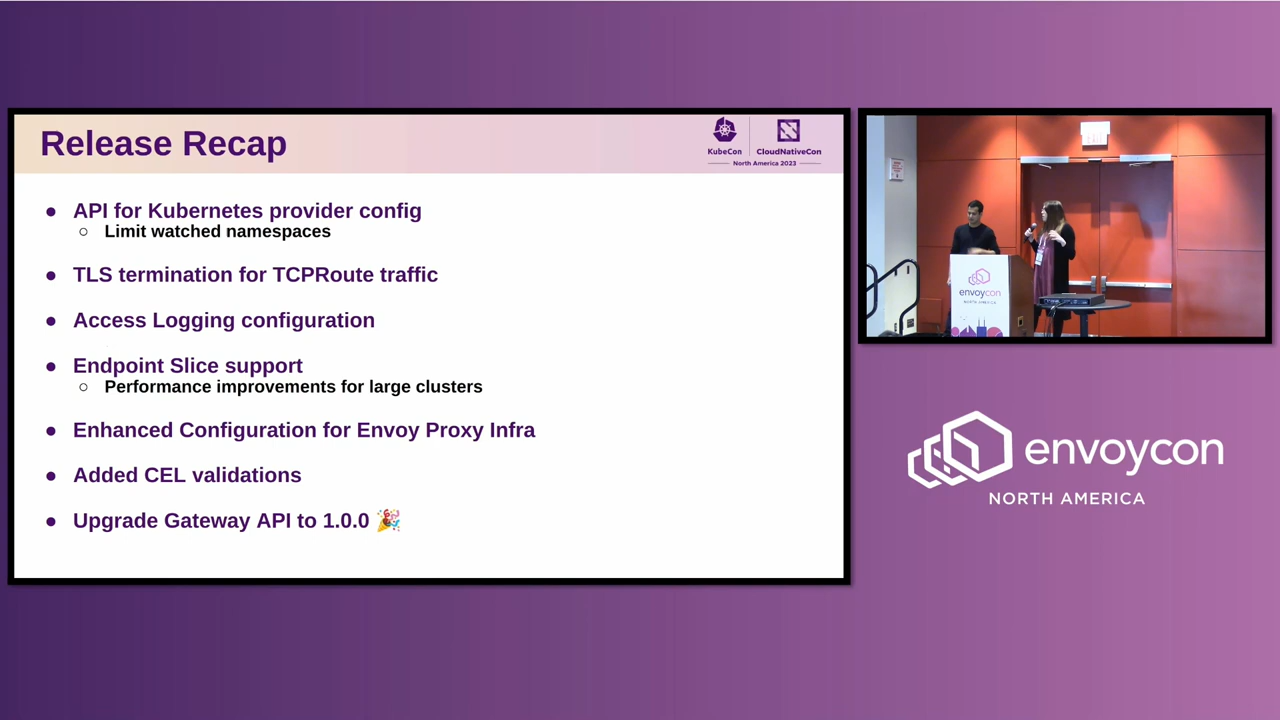 Release Recap
KubeCon
CloudNativeCon
North America 2023
● API for Kubernetes provider config
○ Limit watched namespaces
● TLS termination for TCPRoute traffic
● Access Logging configuration
● Endpoint Slice support
○ Performance improvements for large clusters
● Enhanced Configuration for Envoy Proxy Infra
● Added CEL validations
● Upgrade Gateway API to 1.0.0 🎉
envoycon
NORTH AMERICA
envoycon
NORTH AMERICA